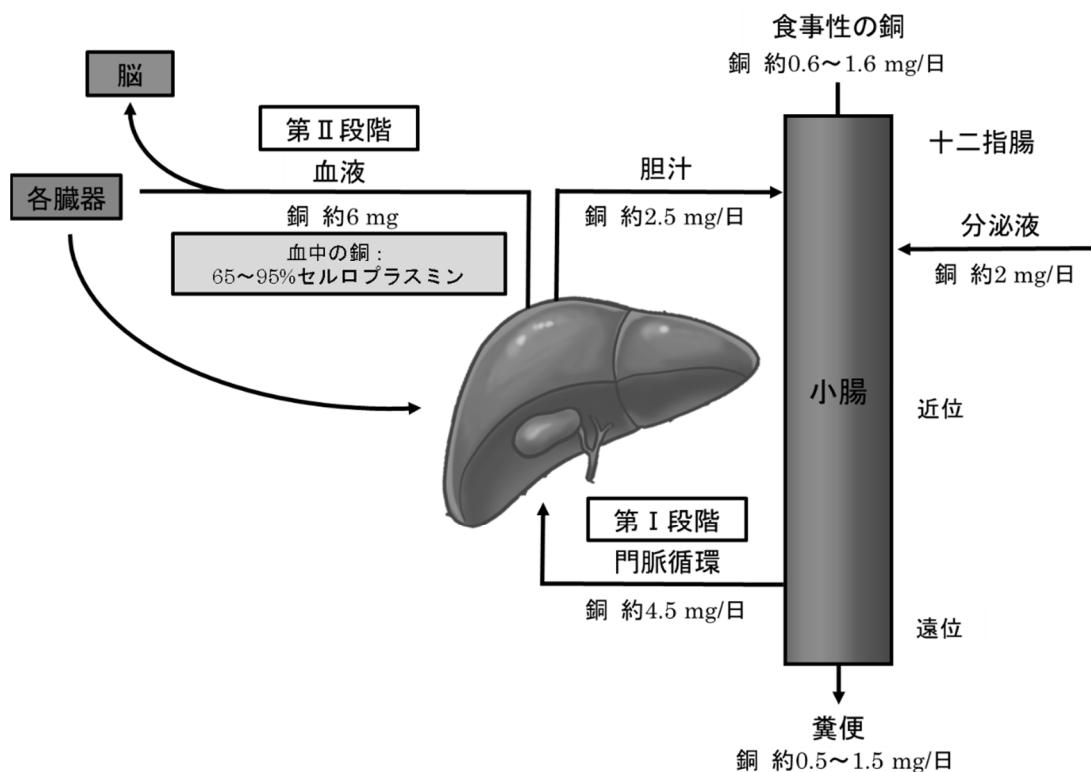 食事性の銅
銅 約0.6〜1.6 mg/日
脳
第Ⅱ段階
血液
銅 約6 mg
血中の銅：
65〜95%セルロプラスミン
各臓器
胆汁
銅 約2.5 mg/日
十二指腸
分泌液
銅 約2 mg/日
小腸
近位
第Ⅰ段階
門脈循環
銅 約4.5 mg/日
遠位
糞便
銅 約0.5〜1.5 mg/日